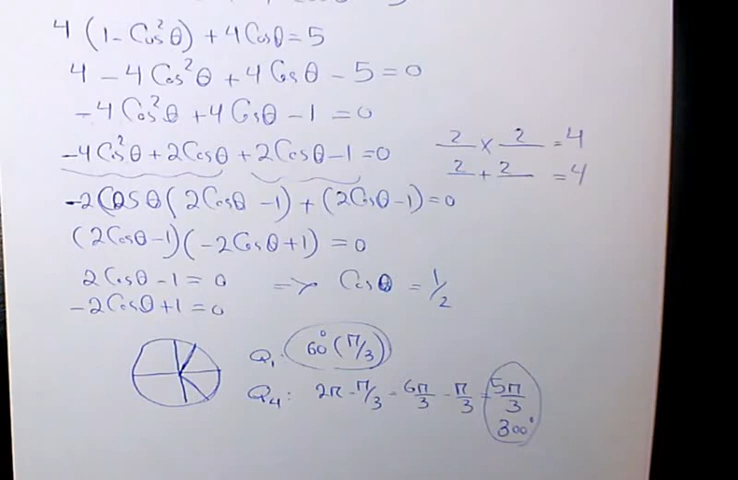 4 (1 - Cos²θ) + 4Cosθ = 5
4 - 4Cos²θ + 4Cosθ - 5 = 0
-4Cos²θ + 4Cosθ - 1 = 0
-4Cos²θ + 2Cosθ + 2Cosθ - 1 = 0
2 × 2 = 4
2 + 2 = 4
-2Cosθ (2Cosθ - 1) + (2Cosθ - 1) = 0
(2Cosθ - 1)(-2Cosθ + 1) = 0
2Cosθ - 1 = 0 => Cosθ = 1/2
-2Cosθ + 1 = 0
Q₁: 60° (π/3)
Q₄: 2π - π/3 = 6π/3 - π/3 = 5π/3
300°